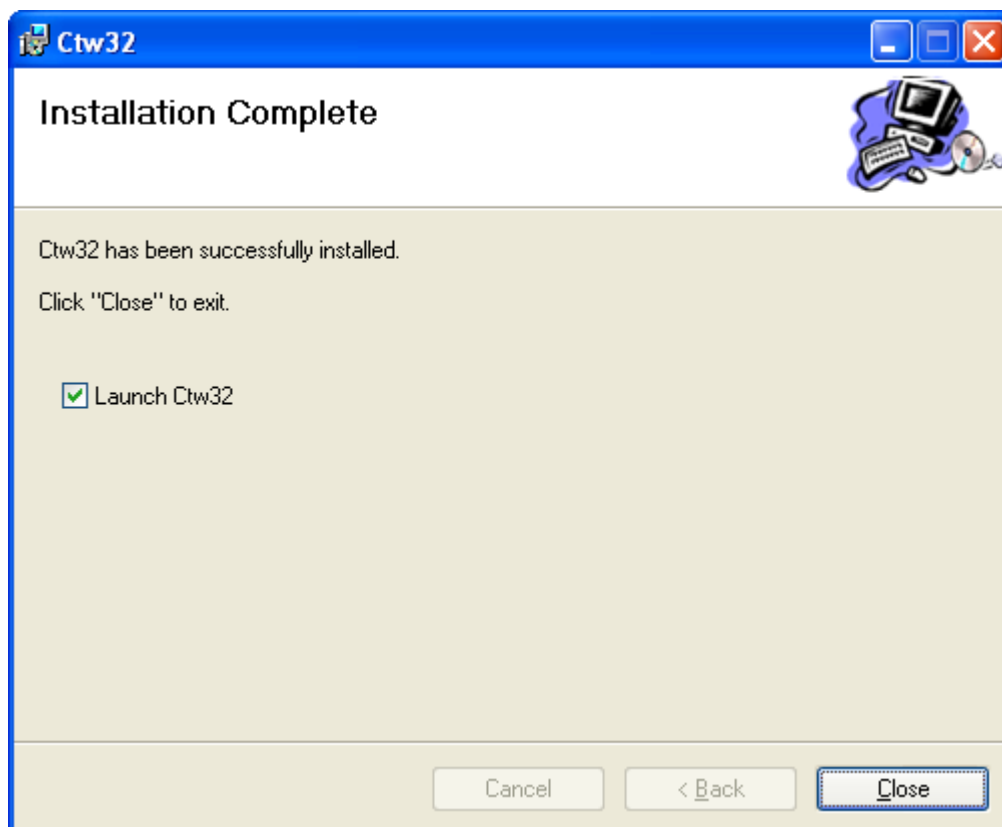 Ctw32
Installation Complete
Ctw32 has been successfully installed.
Click "Close" to exit.
Launch Ctw32
Cancel
< Back
Close